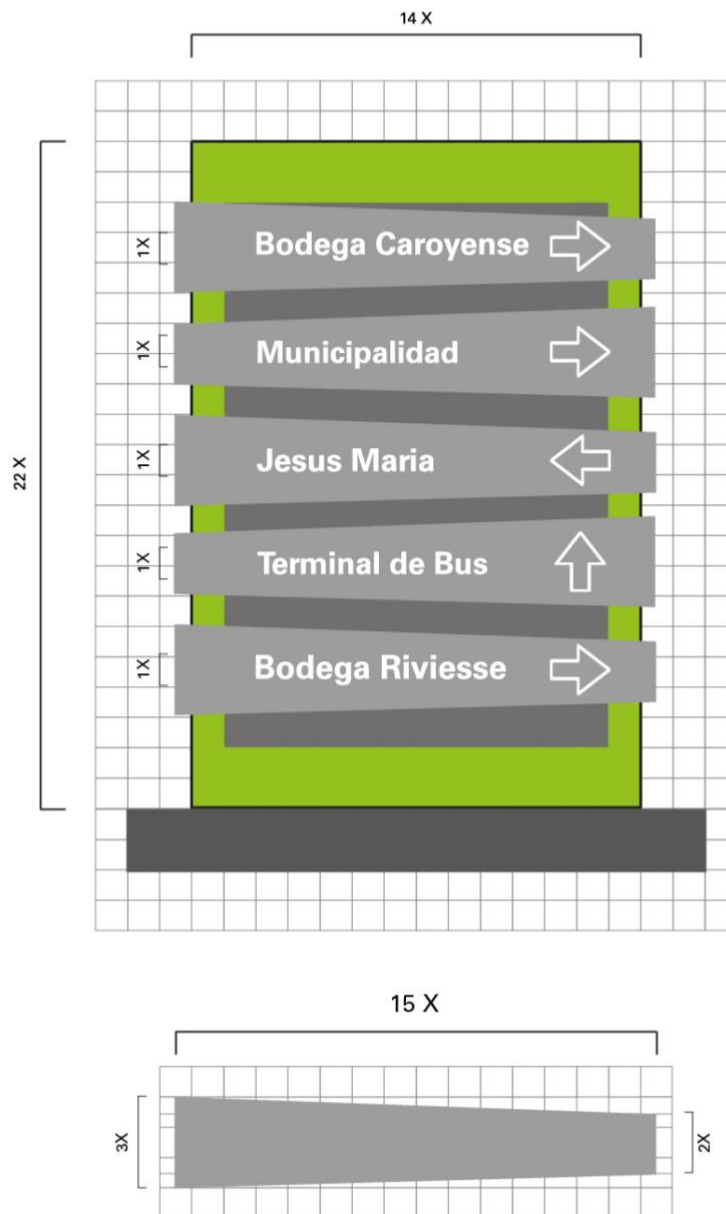 14 X
22 X
1X
Bodega Caroyense
1X
Municipalidad
1X
Jesus Maria
1X
Terminal de Bus
1X
Bodega Riviesse
15 X
3X
2X